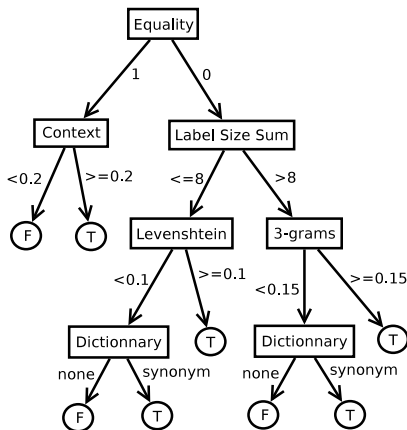 Equality
1
0
Context
Label Size Sum
<0.2
>=0.2
<=8
>8
F
T
Levenshtein
3-grams
<0.1
>=0.1
<0.15
>=0.15
Dictionnary
T
Dictionnary
T
none
synonym
none
synonym
F
T
F
T